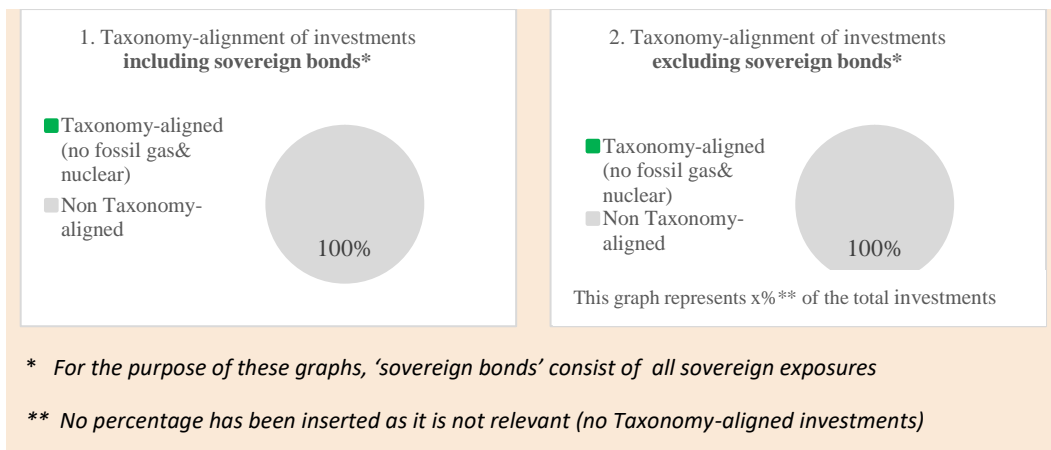 1. Taxonomy-alignment of investments
including sovereign bonds*
Taxonomy-aligned
(no fossil gas&
nuclear)
Non Taxonomy-
aligned
100%
2. Taxonomy-alignment of investments
excluding sovereign bonds*
Taxonomy-aligned
(no fossil gas&
nuclear)
Non Taxonomy-
aligned
100%
This graph represents x%** of the total investments
* For the purpose of these graphs, ‘sovereign bonds’ consist of all sovereign exposures
** No percentage has been inserted as it is not relevant (no Taxonomy-aligned investments)